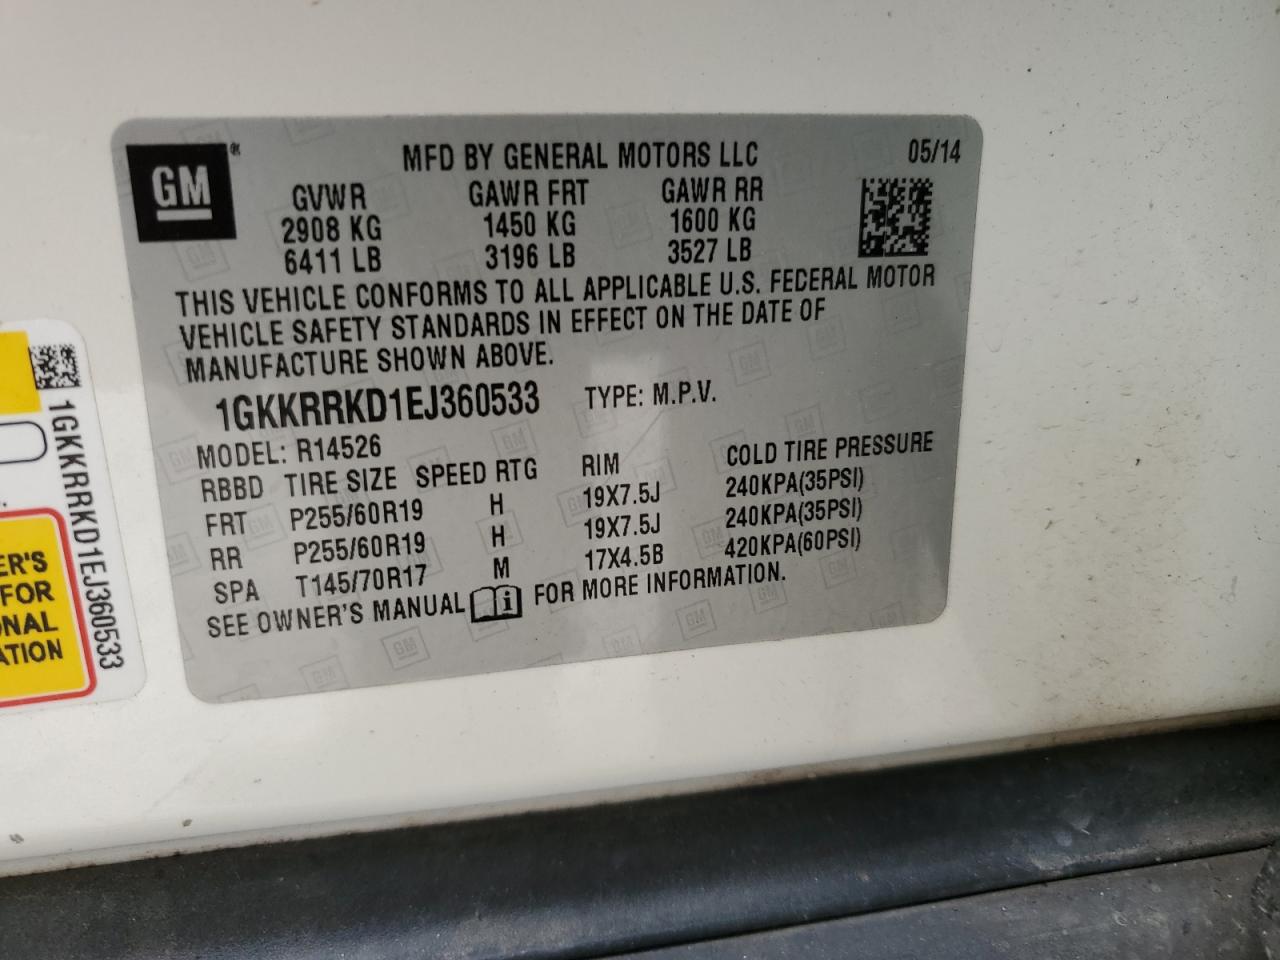 GM
MFD BY GENERAL MOTORS LLC 05/14
GVWR GAWR FRT GAWR RR
2908 KG 1450 KG 1600 KG
6411 LB 3196 LB 3527 LB
THIS VEHICLE CONFORMS TO ALL APPLICABLE U.S. FEDERAL MOTOR
VEHICLE SAFETY STANDARDS IN EFFECT ON THE DATE OF
MANUFACTURE SHOWN ABOVE.
1GKKRRKD1EJ360533 TYPE: M.P.V.
MODEL: R14526
RBBD TIRE SIZE SPEED RTG RIM COLD TIRE PRESSURE
FRT P255/60R19 H 19X7.5J 240KPA(35PSI)
RR P255/60R19 H 19X7.5J 240KPA(35PSI)
SPA T145/70R17 M 17X4.5B 420KPA(60PSI)
SEE OWNER'S MANUAL FOR MORE INFORMATION.
1GKKRRKD1EJ360533
ER'S
FOR
ONAL
ATION